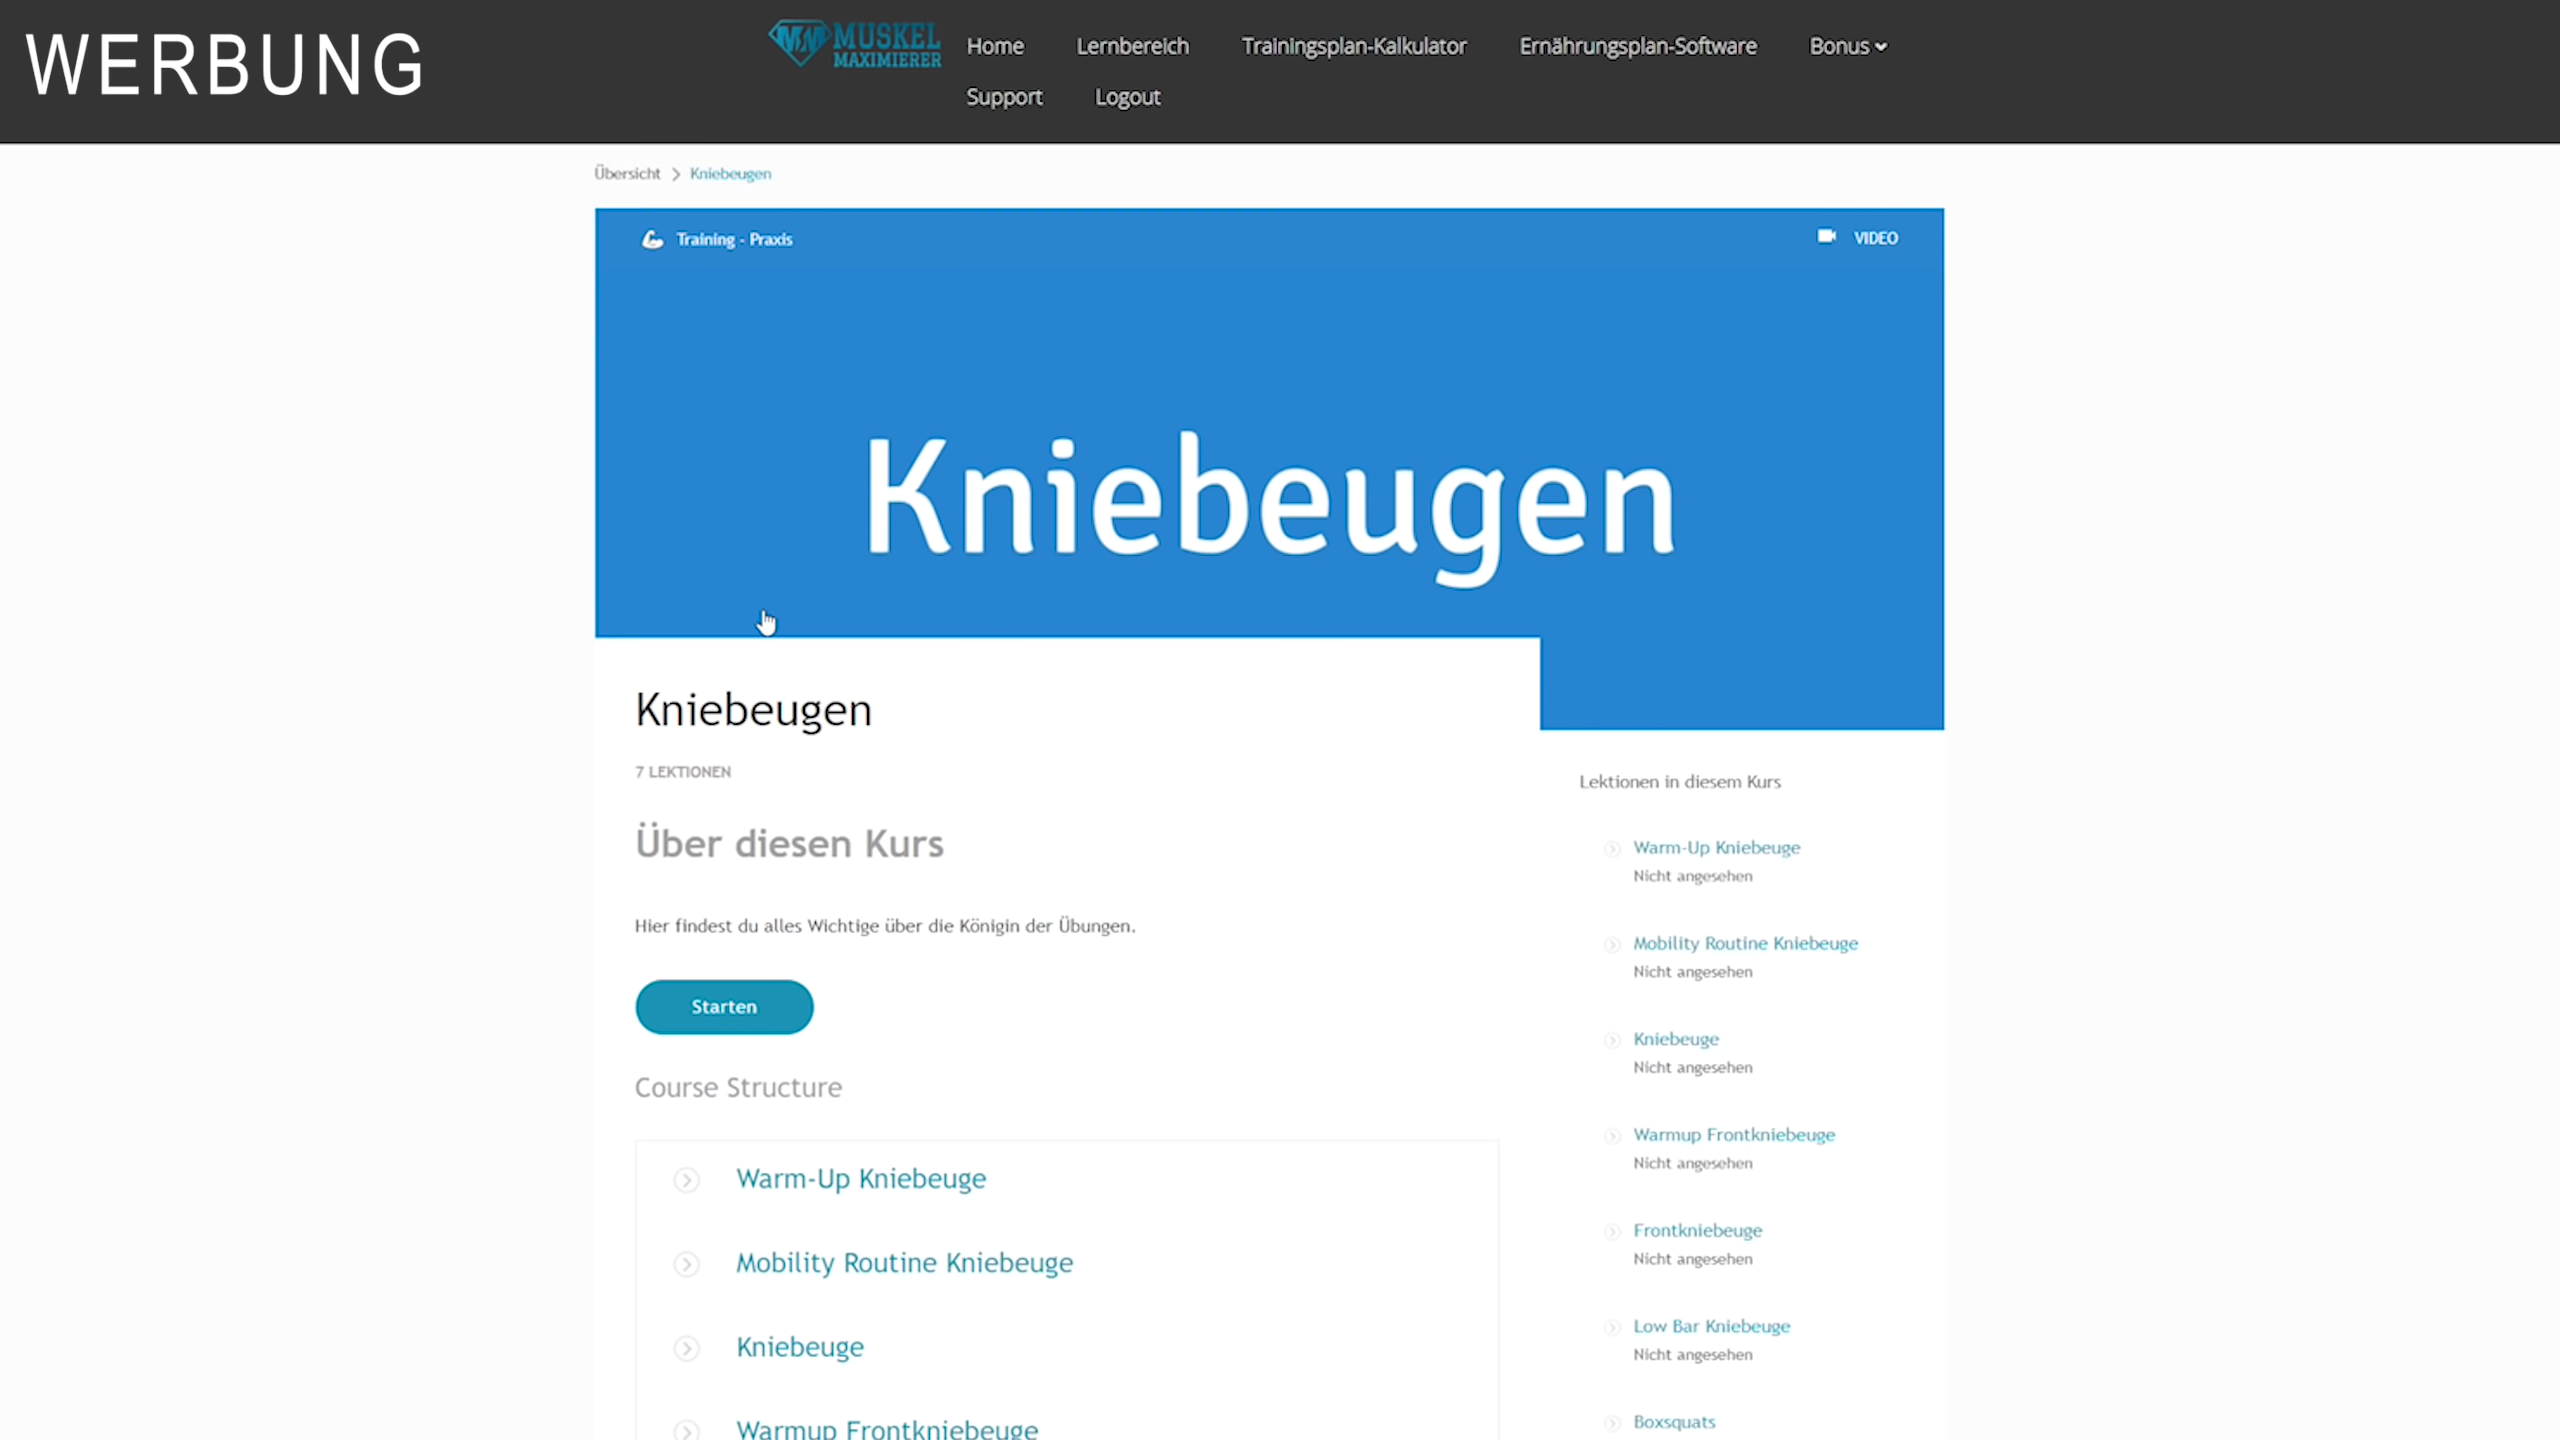 WERBUNG
MUSKEL
MAXIMIERER
Home
Lernbereich
Trainingsplan-Kalkulator
Ernährungsplan-Software
Bonus
Support
Logout
Übersicht
Kniebeugen
Training - Praxis
VIDEO
Kniebeugen
Kniebeugen
7 LEKTIONEN
Über diesen Kurs
Hier findest du alles Wichtige über die Königin der Übungen.
Starten
Course Structure
Warm-Up Kniebeuge
Mobility Routine Kniebeuge
Kniebeuge
Warmup Frontkniebeuge
Lektionen in diesem Kurs
Warm-Up Kniebeuge
Nicht angesehen
Mobility Routine Kniebeuge
Nicht angesehen
Kniebeuge
Nicht angesehen
Warmup Frontkniebeuge
Nicht angesehen
Frontkniebeuge
Nicht angesehen
Low Bar Kniebeuge
Nicht angesehen
Boxsquats